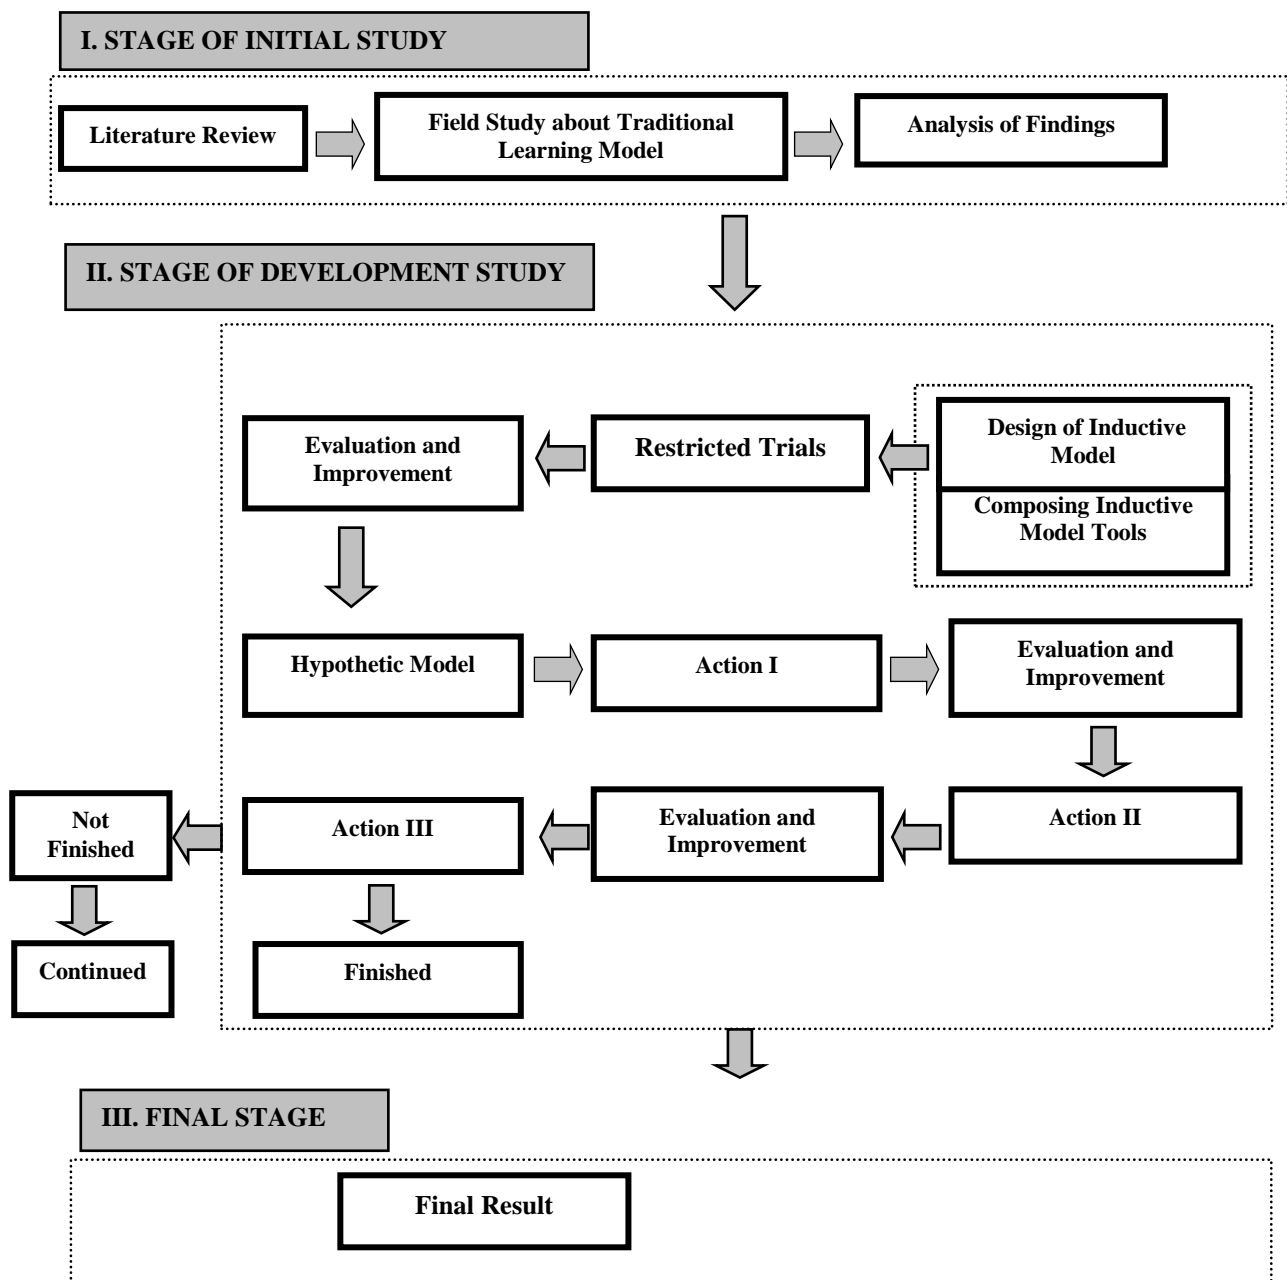 I. STAGE OF INITIAL STUDY
Literature Review
Field Study about Traditional
Learning Model
Analysis of Findings
II. STAGE OF DEVELOPMENT STUDY
Evaluation and
Improvement
Restricted Trials
Design of Inductive
Model
Composing Inductive
Model Tools
Hypothetic Model
Action I
Evaluation and
Improvement
Not
Finished
Action III
Evaluation and
Improvement
Action II
Continued
Finished
III. FINAL STAGE
Final Result